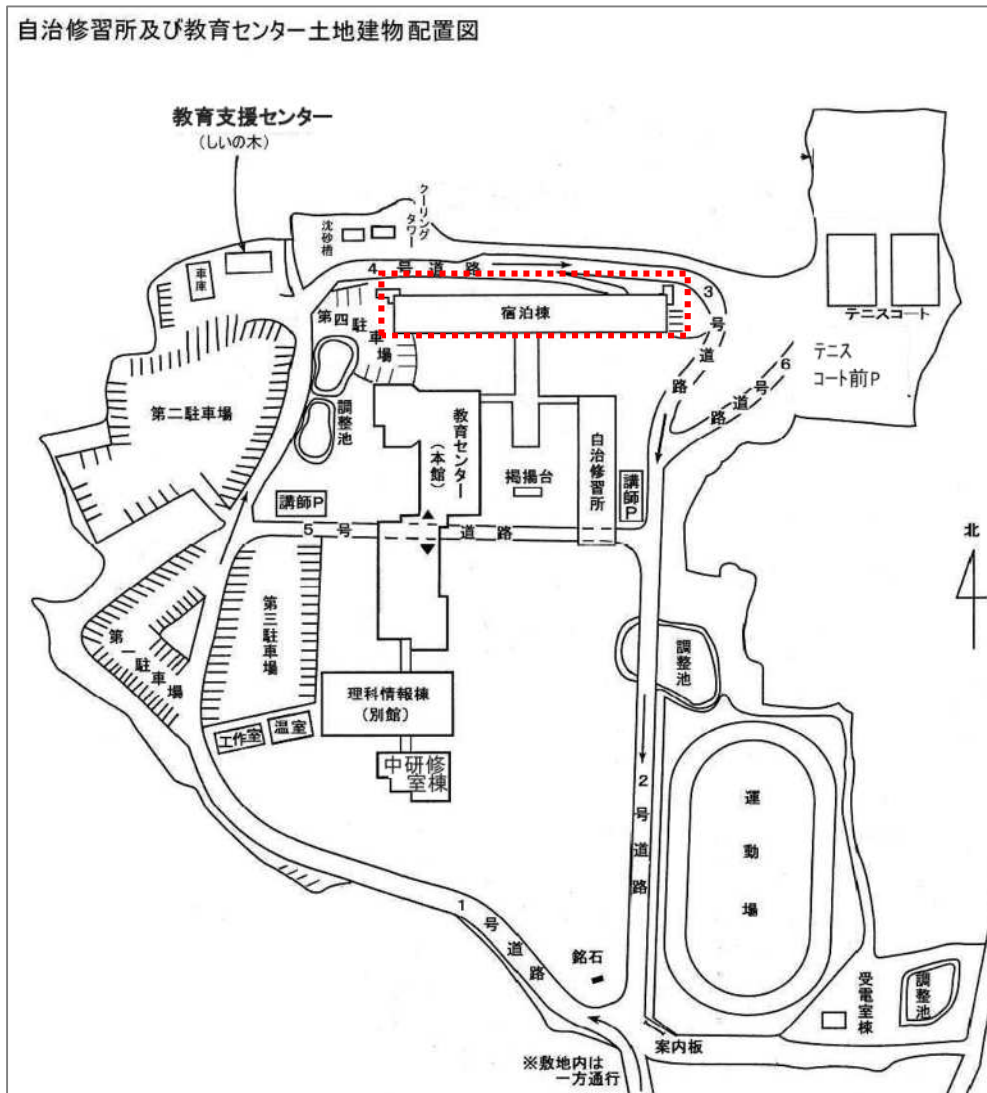 自治修習所及び教育センター土地建物配置図
教育支援センター
(しいの木)
沈砂槽
クーリング
タワー
車庫
4号道路
宿泊棟
3号道路
テニスコート
テニス
コート前P
6号道路
第四駐車場
第二駐車場
調整池
教育センター
(本館)
掲揚台
自治修習所
講師P
講師P
5号道路
北
第一駐車場
第三駐車場
調整池
理科情報棟
(別館)
工作室
温室
中研修
室棟
2号道路
運動場
1号道路
銘石
受電室棟
調整池
案内板
※敷地内は
一方通行